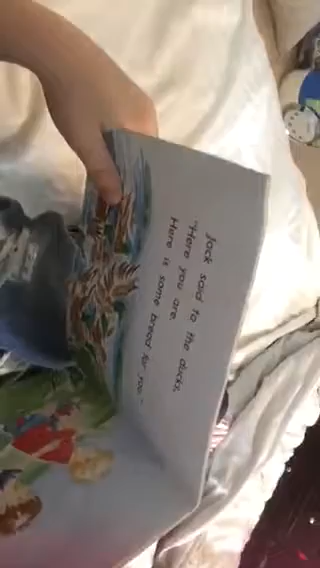 Jack said to the ducks,
"Here you are.
Here is some bread for you."